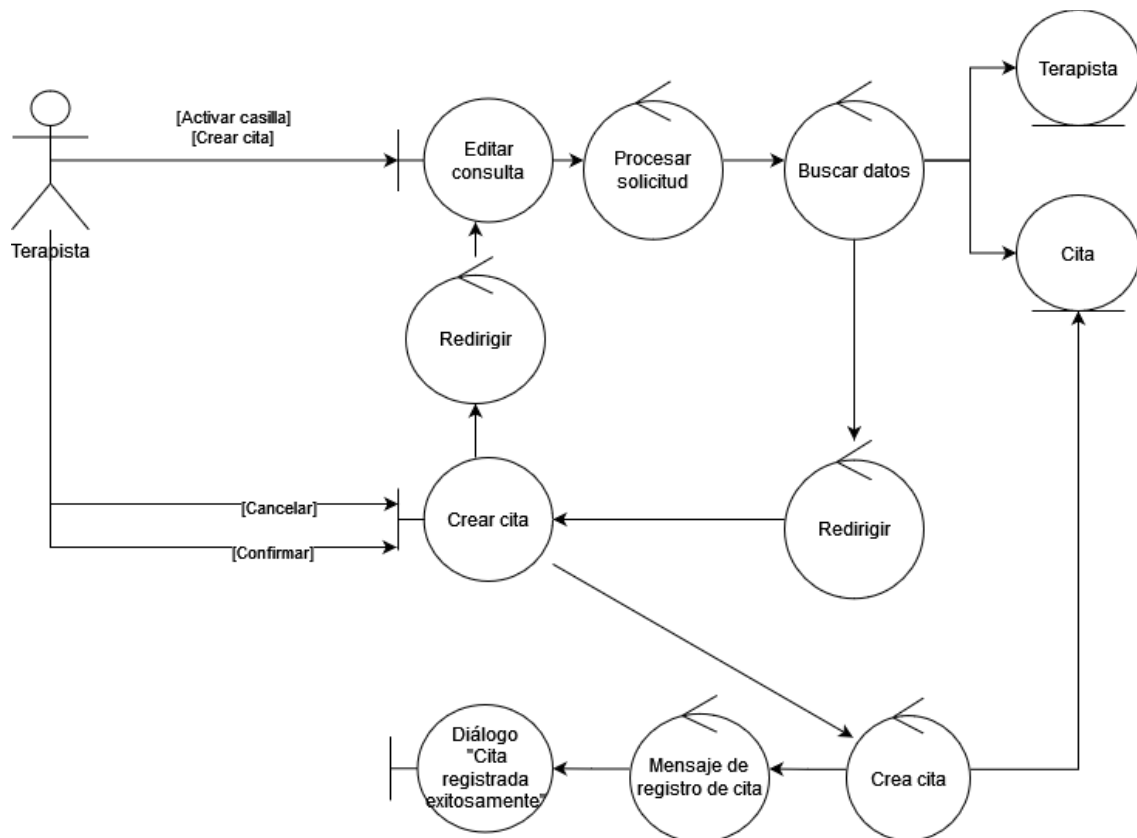 Terapista
[Activar casilla]
[Crear cita]
Editar
consulta
Procesar
solicitud
Buscar datos
Terapista
Cita
Redirigir
[Cancelar]
[Confirmar]
Crear cita
Redirigir
Diálogo
"Cita
registrada
exitosamente"
Mensaje de
registro de cita
Crea cita